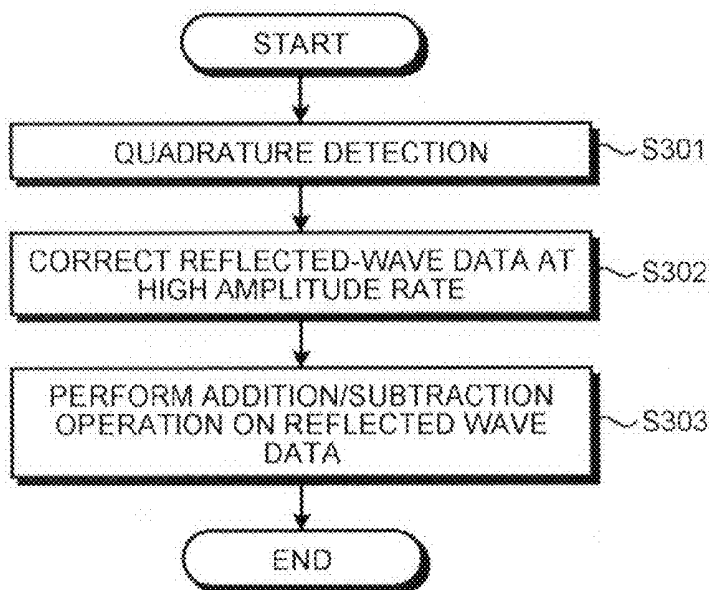 START
QUADRATURE DETECTION
S301
CORRECT REFLECTED-WAVE DATA AT
HIGH AMPLITUDE RATE
S302
PERFORM ADDITION/SUBTRACTION
OPERATION ON REFLECTED WAVE
DATA
S303
END